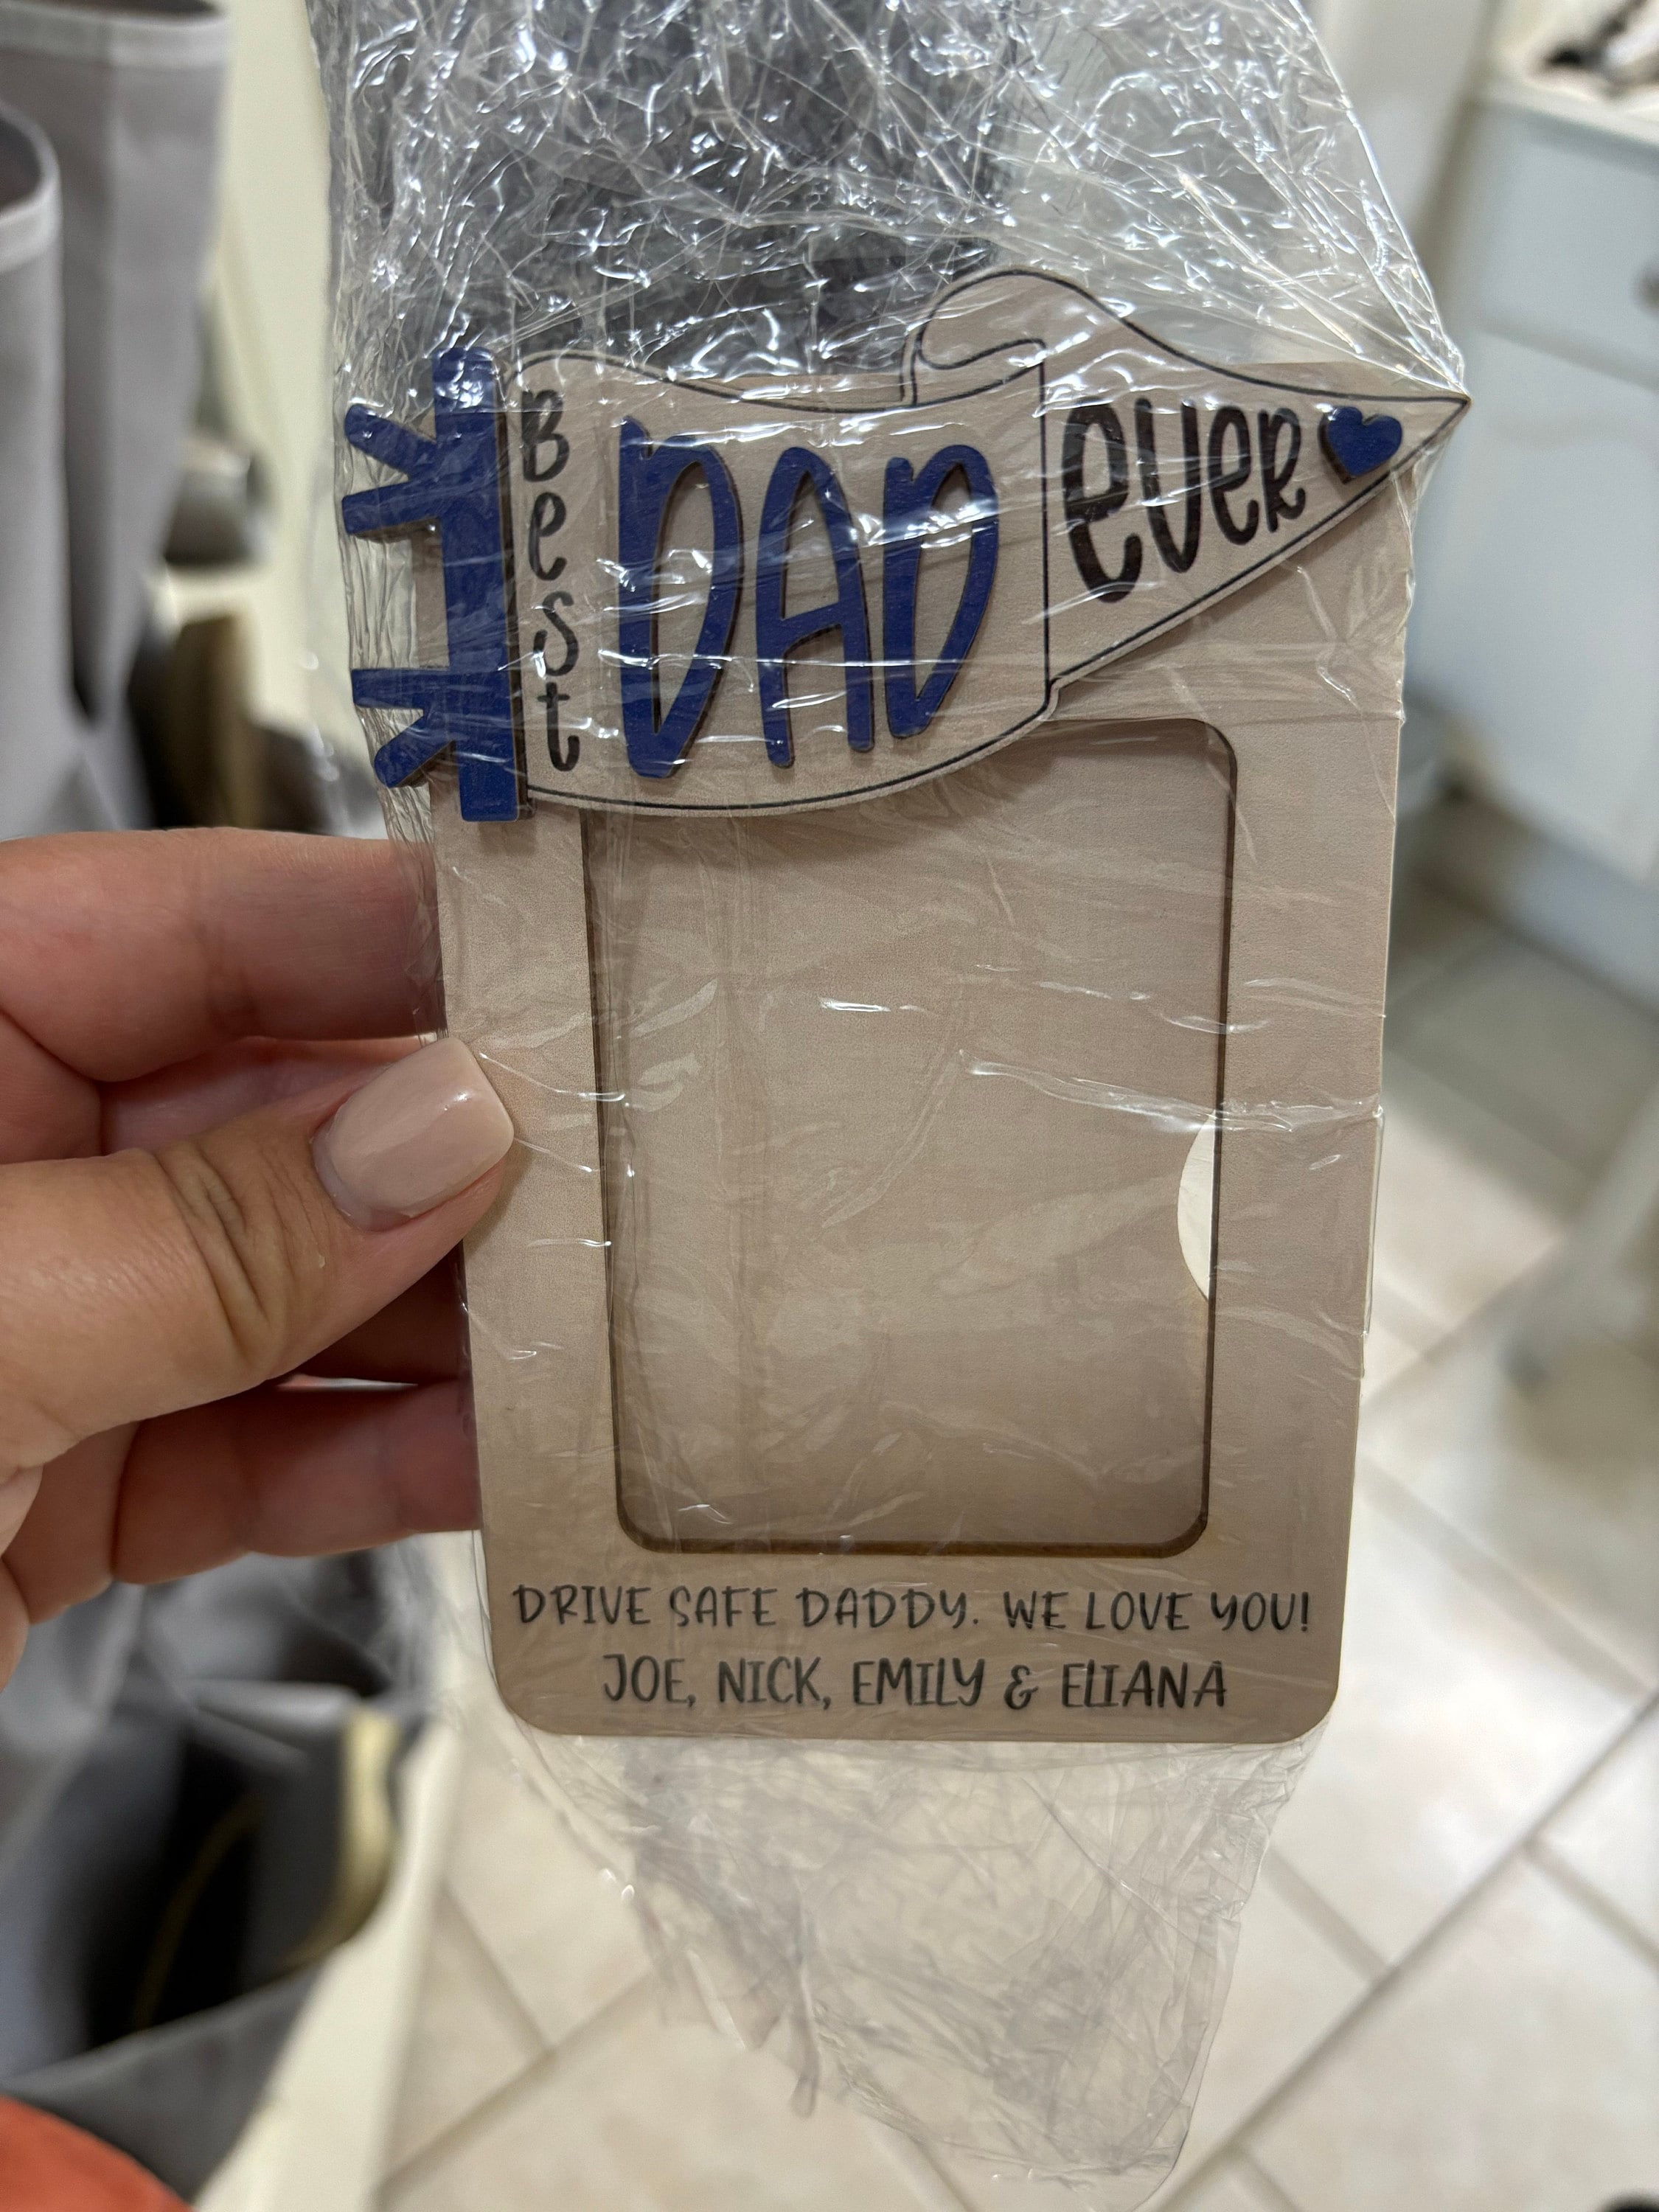 Best DAD ever
DRIVE SAFE DADDY. WE LOVE YOU!
JOE, NICK, EMILY & ELIANA